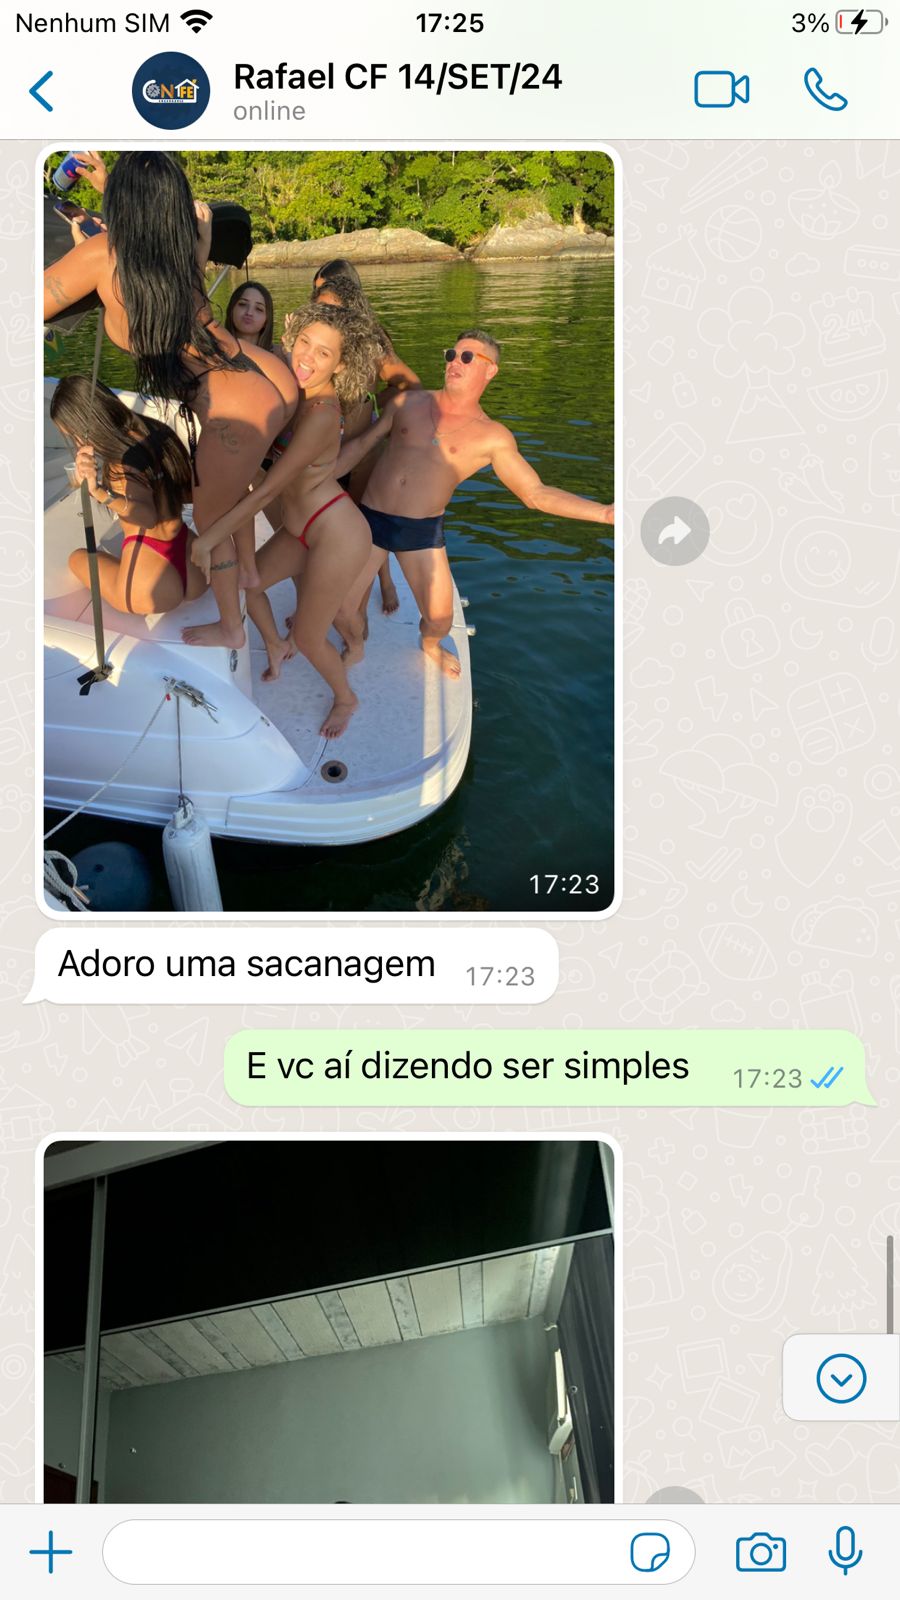 Nenhum SIM 17:25 3%
Rafael CF 14/SET/24
online
CONFE
17:23
Adoro uma sacanagem 17:23
E vc aí dizendo ser simples 17:23